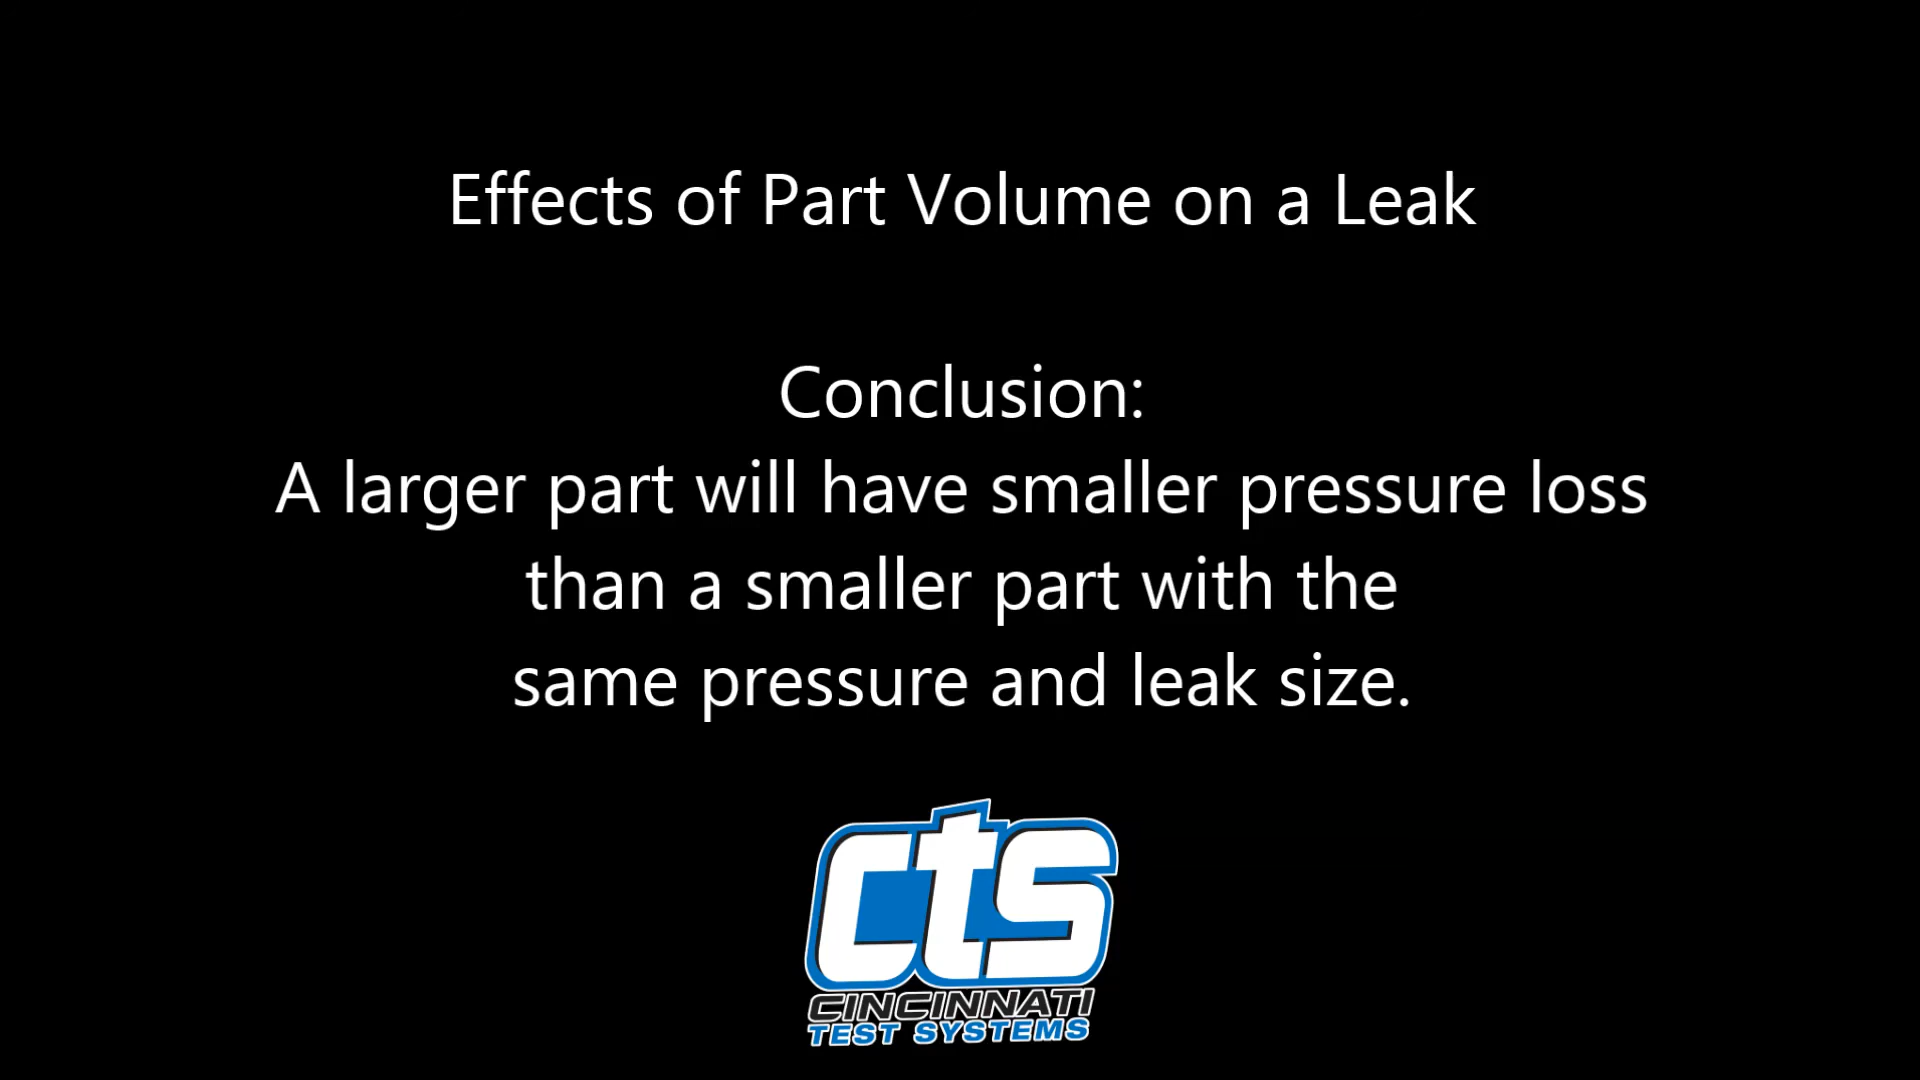 Effects of Part Volume on a Leak
Conclusion:
A larger part will have smaller pressure loss
than a smaller part with the
same pressure and leak size.
cts
CINCINNATI
TEST SYSTEMS